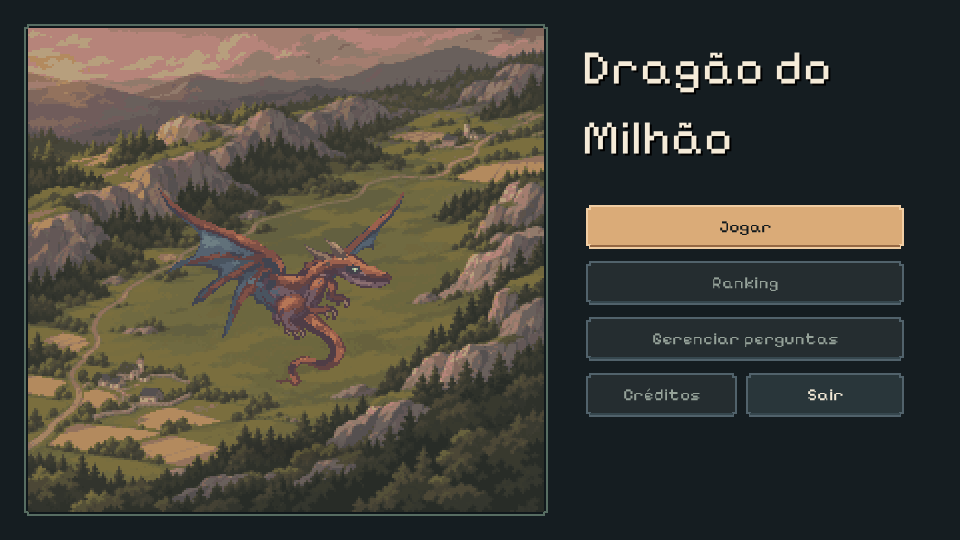 Dragão do
Milhão
Jogar
Ranking
Gerenciar perguntas
Créditos
Sair